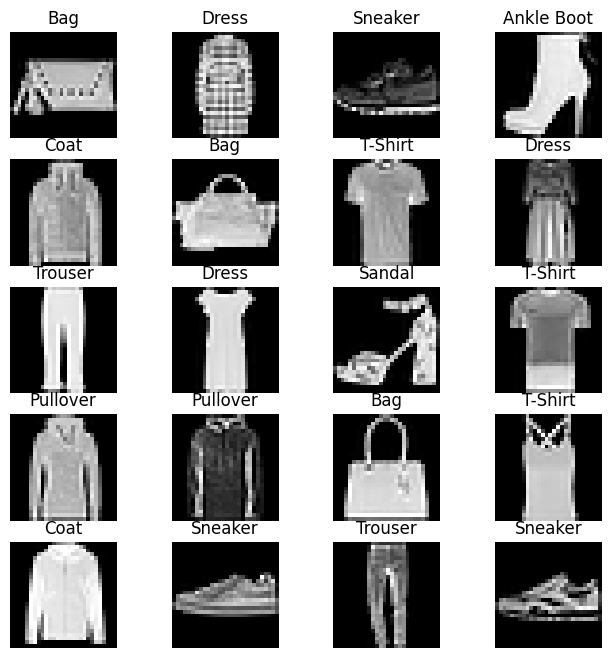 Bag Dress Sneaker Ankle Boot
Coat Bag T-Shirt Dress
Trouser Dress Sandal T-Shirt
Pullover Pullover Bag T-Shirt
Coat Sneaker Trouser Sneaker